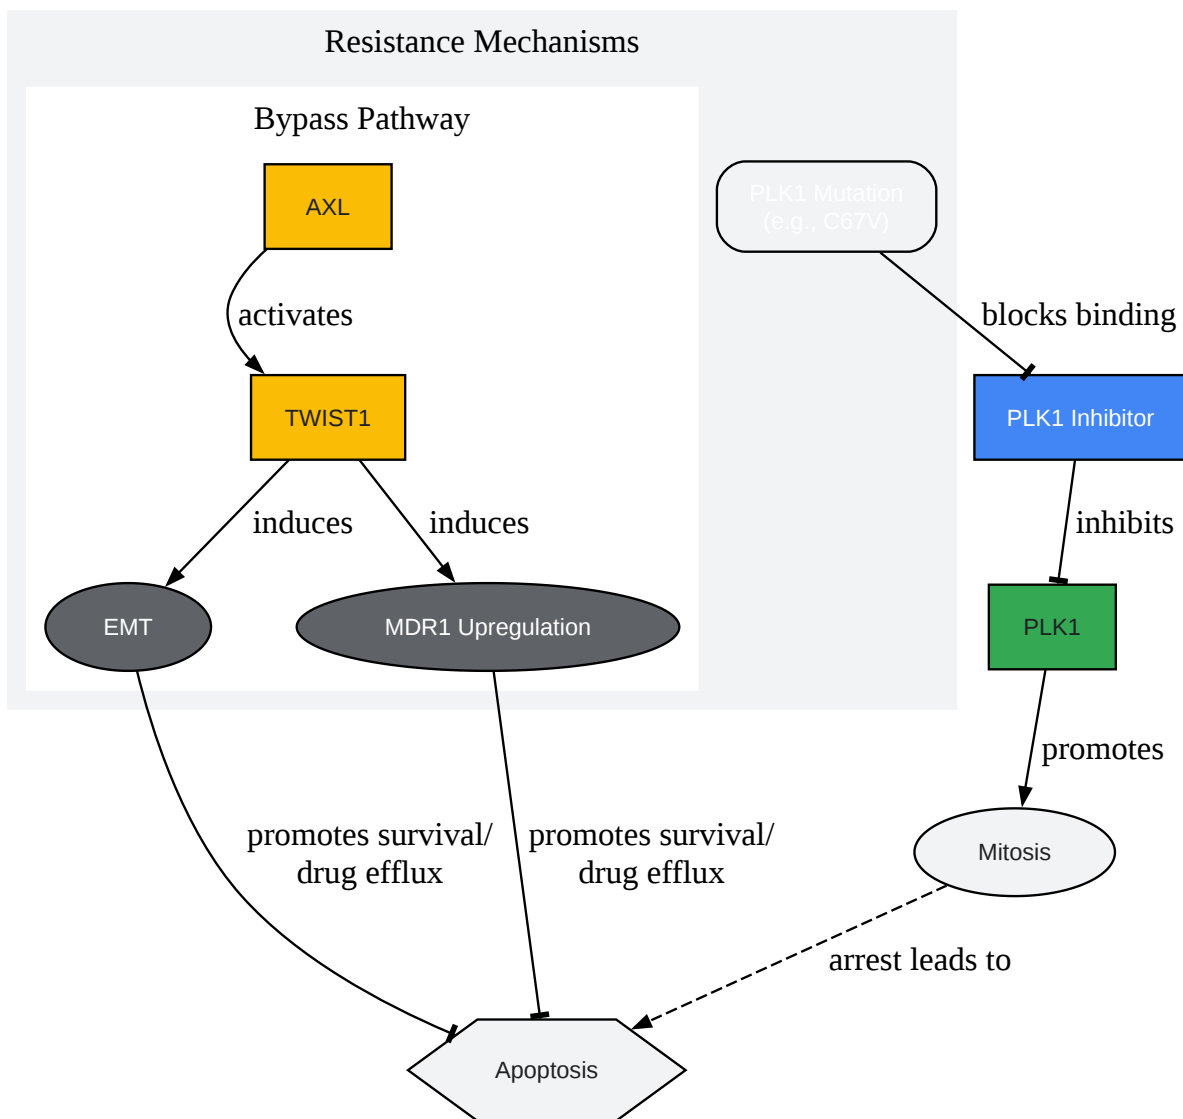 Resistance Mechanisms
Bypass Pathway
AXL
PLK1 Mutation
(e.g., C67V)
activates
blocks binding
TWIST1
PLK1 Inhibitor
induces
induces
inhibits
EMT
MDR1 Upregulation
PLK1
promotes
promotes survival/
drug efflux
promotes survival/
drug efflux
Mitosis
arrest leads to
Apoptosis